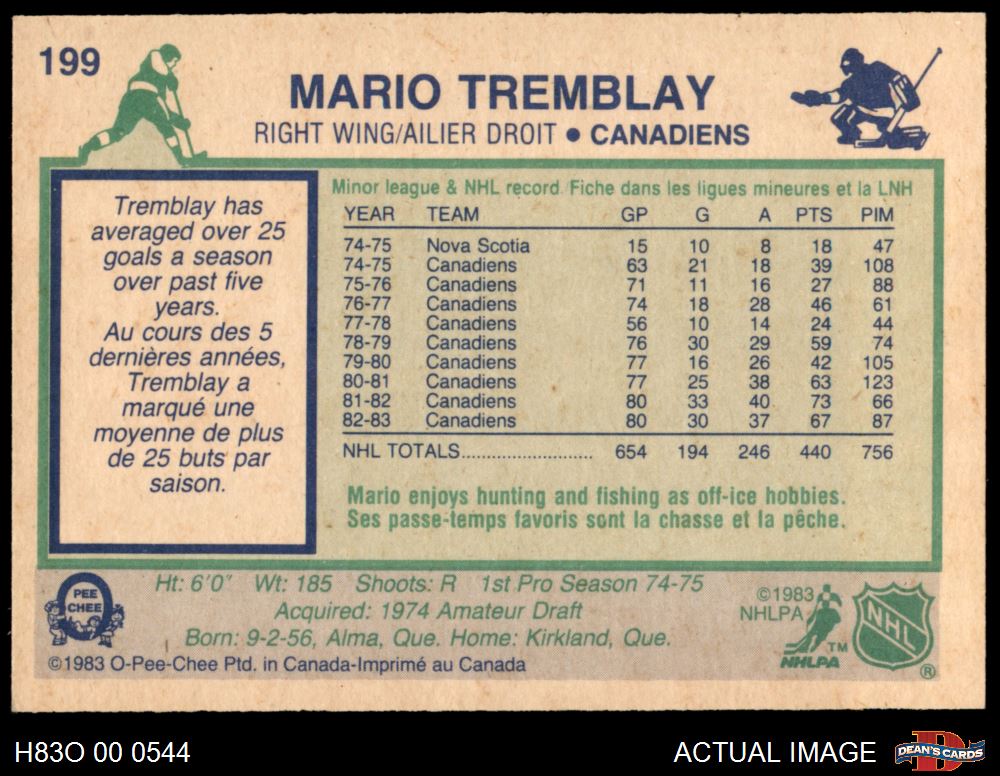 199
MARIO TREMBLAY
RIGHT WING/AILIER DROIT • CANADIENS
Tremblay has
averaged over 25
goals a season
over past five
years.
Au cours des 5
dernières années,
Tremblay a
marqué une
moyenne de plus
de 25 buts par
saison.
Minor league & NHL record Fiche dans les ligues mineures et la LNH
YEAR TEAM GP G A PTS PIM
74-75 Nova Scotia 15 10 8 18 47
74-75 Canadiens 63 21 18 39 108
75-76 Canadiens 71 11 16 27 88
76-77 Canadiens 74 18 28 46 61
77-78 Canadiens 56 10 14 24 44
78-79 Canadiens 76 30 29 59 74
79-80 Canadiens 77 16 26 42 105
80-81 Canadiens 77 25 38 63 123
81-82 Canadiens 80 33 40 73 66
82-83 Canadiens 80 30 37 67 87
NHL TOTALS........................ 654 194 246 440 756
Mario enjoys hunting and fishing as off-ice hobbies.
Ses passe-temps favoris sont la chasse et la pêche.
PEE
CHEE
Ht: 6'0" Wt: 185 Shoots: R 1st Pro Season 74-75
Acquired: 1974 Amateur Draft
Born: 9-2-56, Alma, Que. Home: Kirkland, Que.
©1983 O-Pee-Chee Ptd. in Canada-Imprimé au Canada
©1983
NHLPA
TM
NHLPA
NHL
®
H83O 00 0544
ACTUAL IMAGE
DEAN'S CARDS